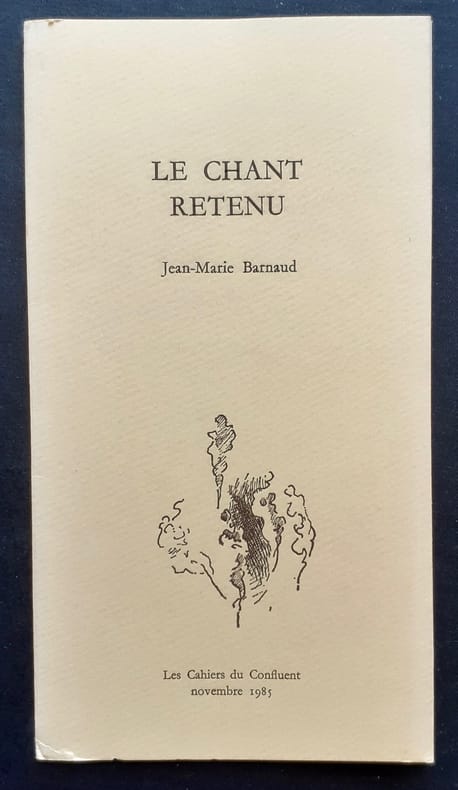 LE CHANT
RETENU
Jean-Marie Barnaud
Les Cahiers du Confluent
novembre 1985